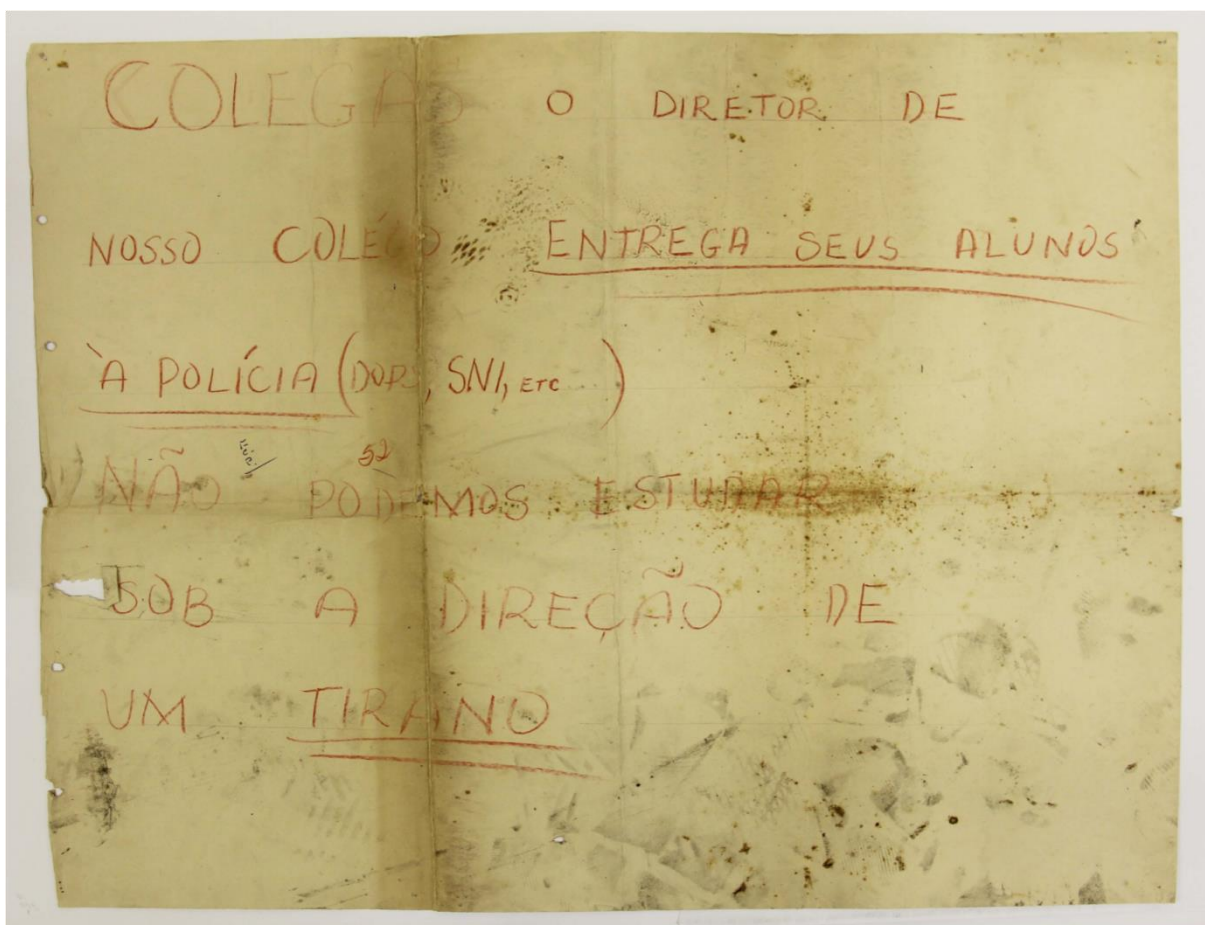 COLEGAS O DIRETOR DE
NOSSO COLÉGIO ENTREGA SEUS ALUNOS
À POLÍCIA (DOPS, SNI, ETC )
52
NÃO PODEMOS ESTUDAR
SOB A DIREÇÃO DE
UM TIRANO